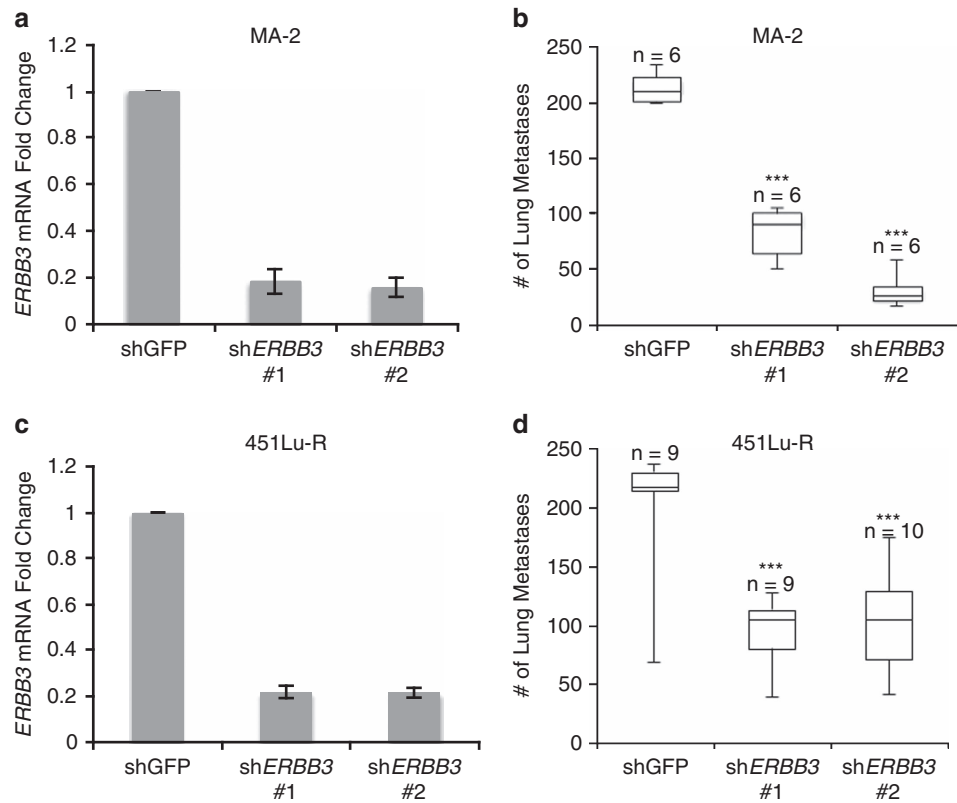 a
MA-2
ERBB3 mRNA Fold Change
1.2
1
0.8
0.6
0.4
0.2
0
shGFP
shERBB3
#1
shERBB3
#2
b
MA-2
# of Lung Metastases
250
200
150
100
50
0
n = 6
***
n = 6
***
n = 6
shGFP
shERBB3
#1
shERBB3
#2
c
451Lu-R
ERBB3 mRNA Fold Change
1.2
1
0.8
0.6
0.4
0.2
0
shGFP
shERBB3
#1
shERBB3
#2
d
451Lu-R
# of Lung Metastases
250
200
150
100
50
0
n = 9
***
n = 9
***
n = 10
shGFP
shERBB3
#1
shERBB3
#2